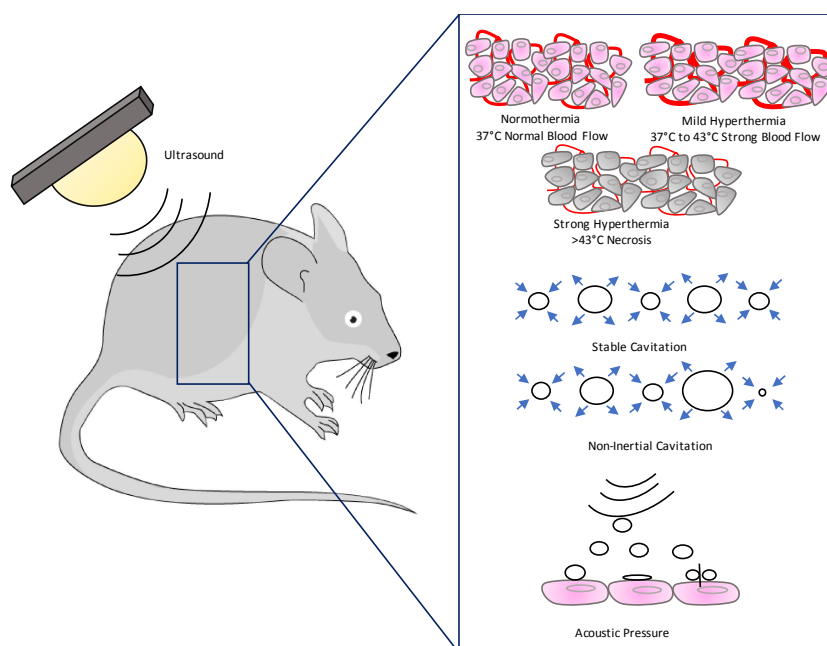 Ultrasound
Normothermia
37°C Normal Blood Flow
Mild Hyperthermia
37°C to 43°C Strong Blood Flow
Strong Hyperthermia
>43°C Necrosis
Stable Cavitation
Non-Inertial Cavitation
Acoustic Pressure